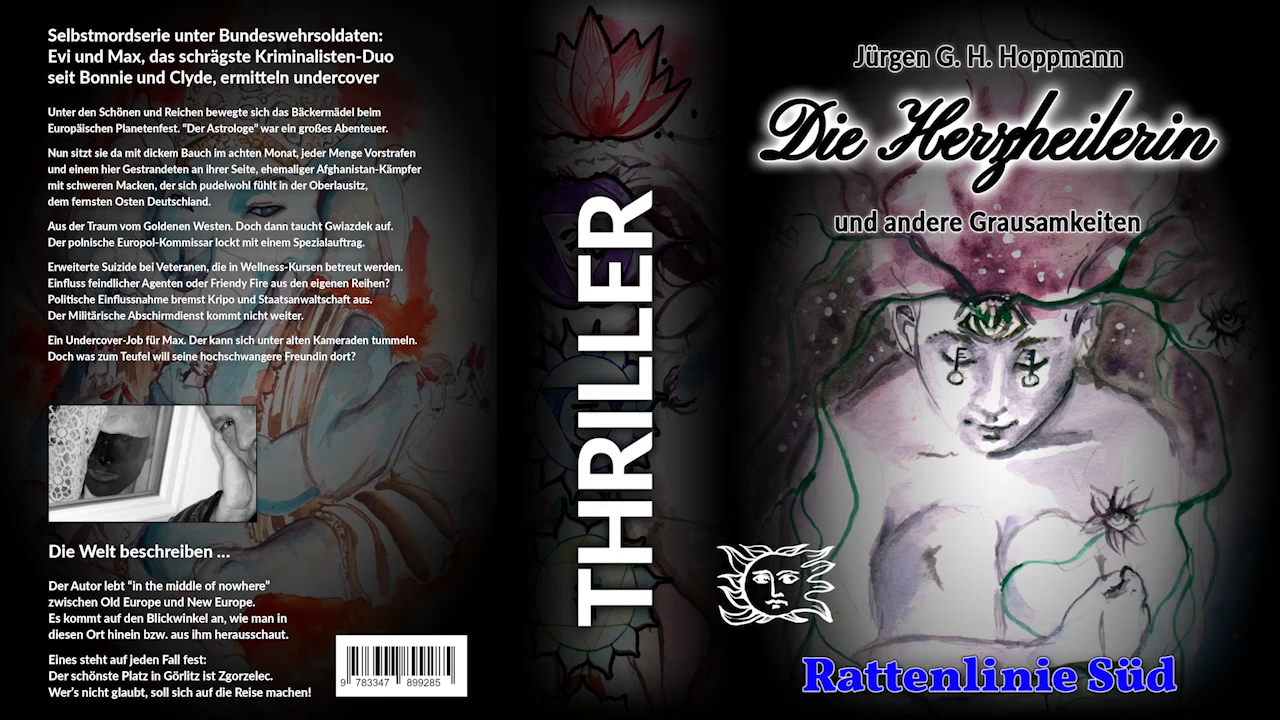 Selbstmordserie unter Bundeswehrsoldaten:
Evi und Max, das schrägste Kriminalisten-Duo
seit Bonnie und Clyde, ermitteln undercover
Unter den Schönen und Reichen bewegte sich das Bäckermädel beim
Europäischen Planetenfest. “Der Astrologe” war ein großes Abenteuer.
Nun sitzt sie da mit dickem Bauch im achten Monat, jeder Menge Vorstrafen
und einem hier Gestrandeten an ihrer Seite, ehemaliger Afghanistan-Kämpfer
mit schweren Macken, der sich pudelwohl fühlt in der Oberlausitz,
dem fernsten Osten Deutschland.
Aus der Traum vom Goldenen Westen. Doch dann taucht Gwiazdek auf.
Der polnische Europol-Kommissar lockt mit einem Spezialauftrag.
Erweiterte Suizide bei Veteranen, die in Wellness-Kursen betreut werden.
Einfluss feindlicher Agenten oder Friendy Fire aus den eigenen Reihen?
Politische Einflussnahme bremst Kripo und Staatsanwaltschaft aus.
Der Militärische Abschirmdienst kommt nicht weiter.
Ein Undercover-Job für Max. Der kann sich unter alten Kameraden tummeln.
Doch was zum Teufel will seine hochschwangere Freundin dort?
Die Welt beschreiben ...
Der Autor lebt “in the middle of nowhere”
zwischen Old Europe und New Europe.
Es kommt auf den Blickwinkel an, wie man in
diesen Ort hinein bzw. aus ihm herausschaut.
Eines steht auf jeden Fall fest:
Der schönste Platz in Görlitz ist Zgorzelec.
Wer’s nicht glaubt, soll sich auf die Reise machen!
9 783347 899285
THRILLER
Jürgen G. H. Hoppmann
Die Herzheilerin
und andere Grausamkeiten
Rattenlinie Süd